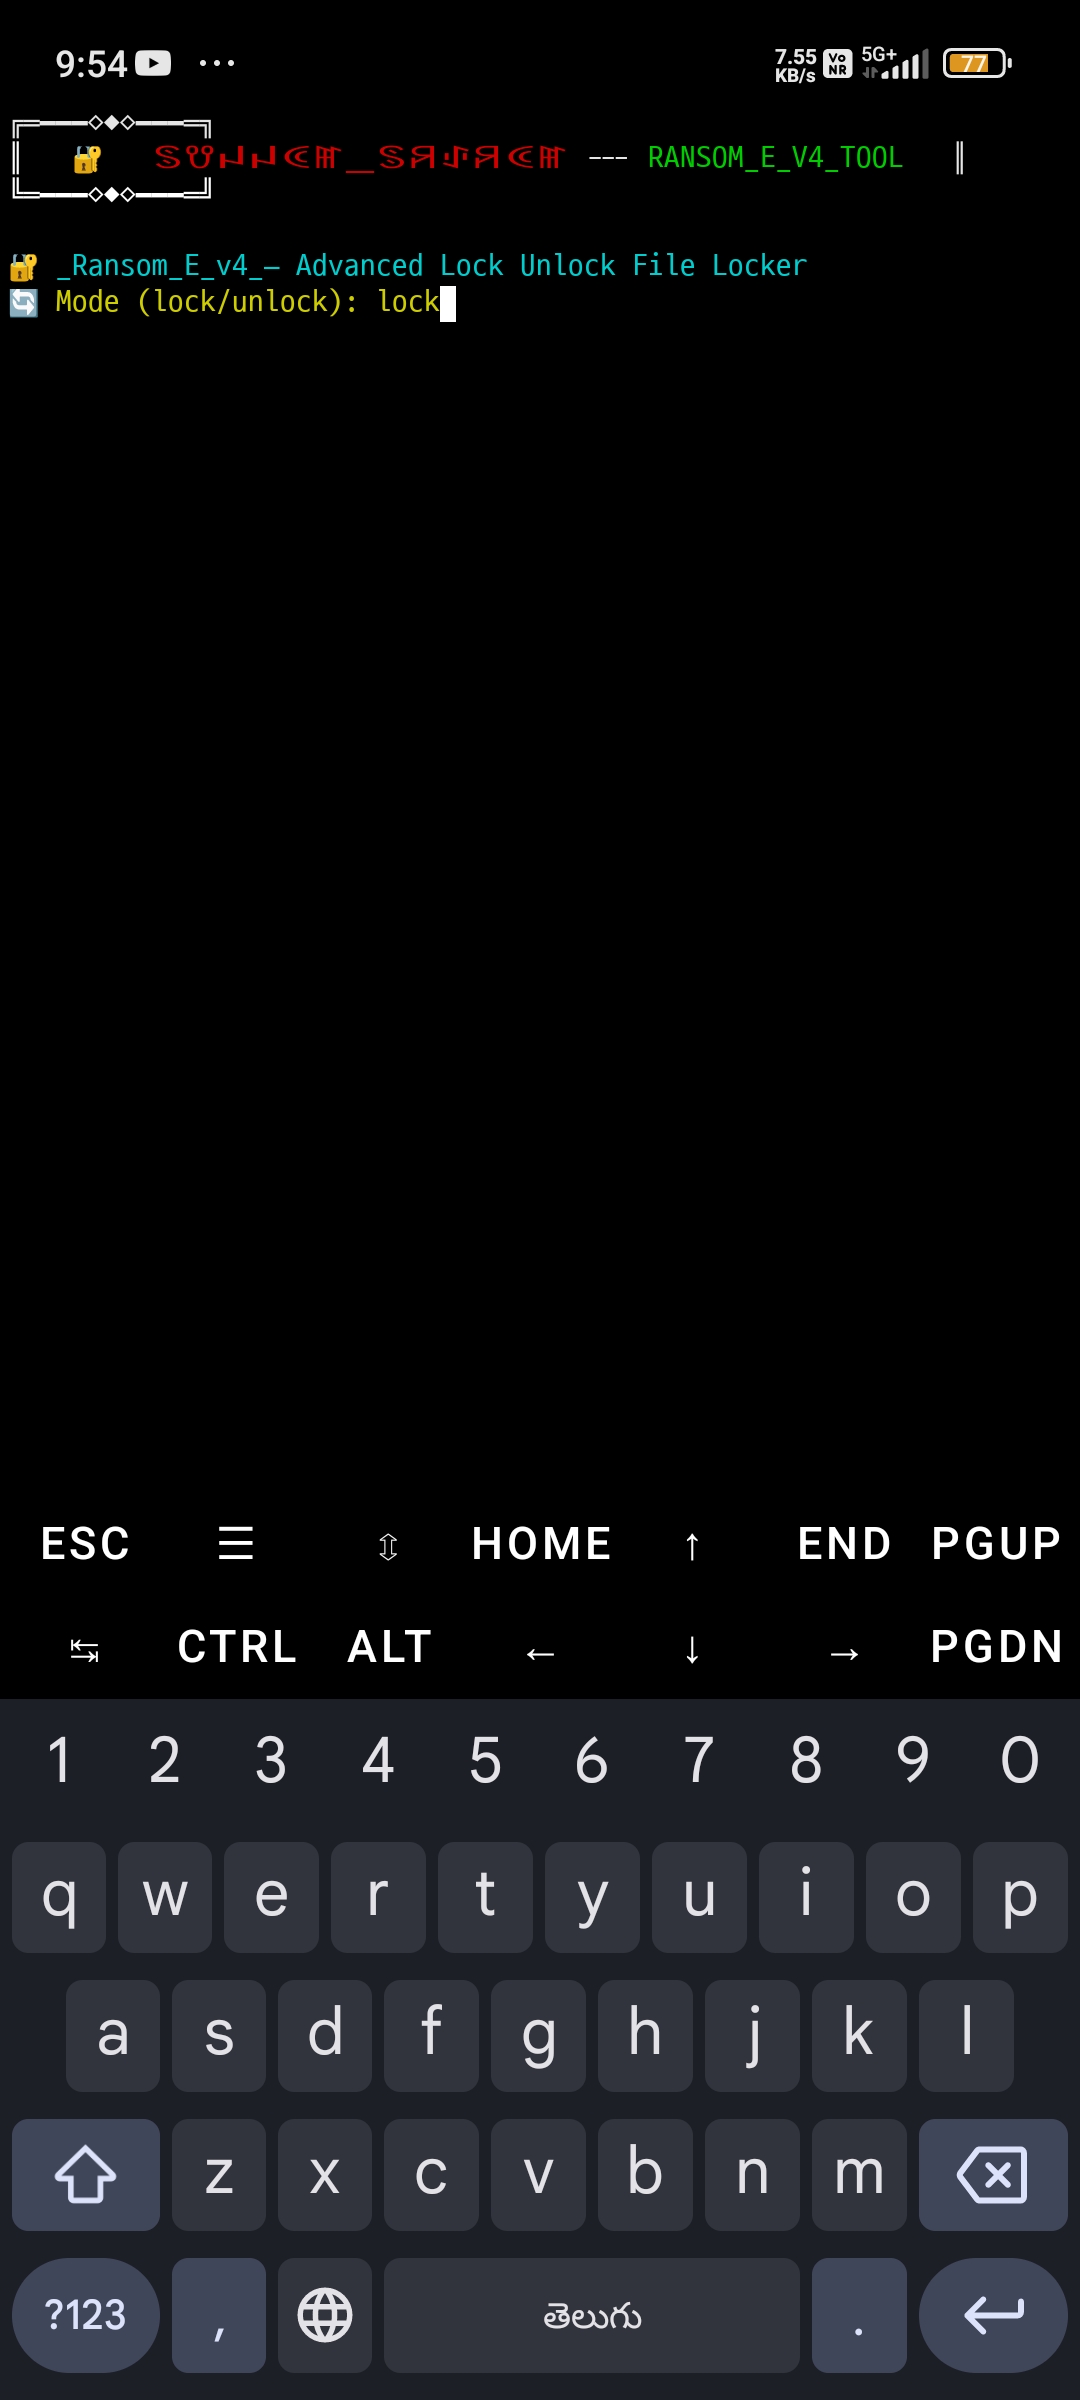 9:54 ... 7.55 KB/s Vo NR 5G+ 77
--- RANSOM_E_V4_TOOL
_Ransom_E_v4_— Advanced Lock Unlock File Locker
Mode (lock/unlock): lock
ESC ☰ ⇳ HOME ↑ END PGUP
↹ CTRL ALT ← ↓ → PGDN
1 2 3 4 5 6 7 8 9 0
q w e r t y u i o p
a s d f g h j k l
z x c v b n m
?123 , తెలుగు .